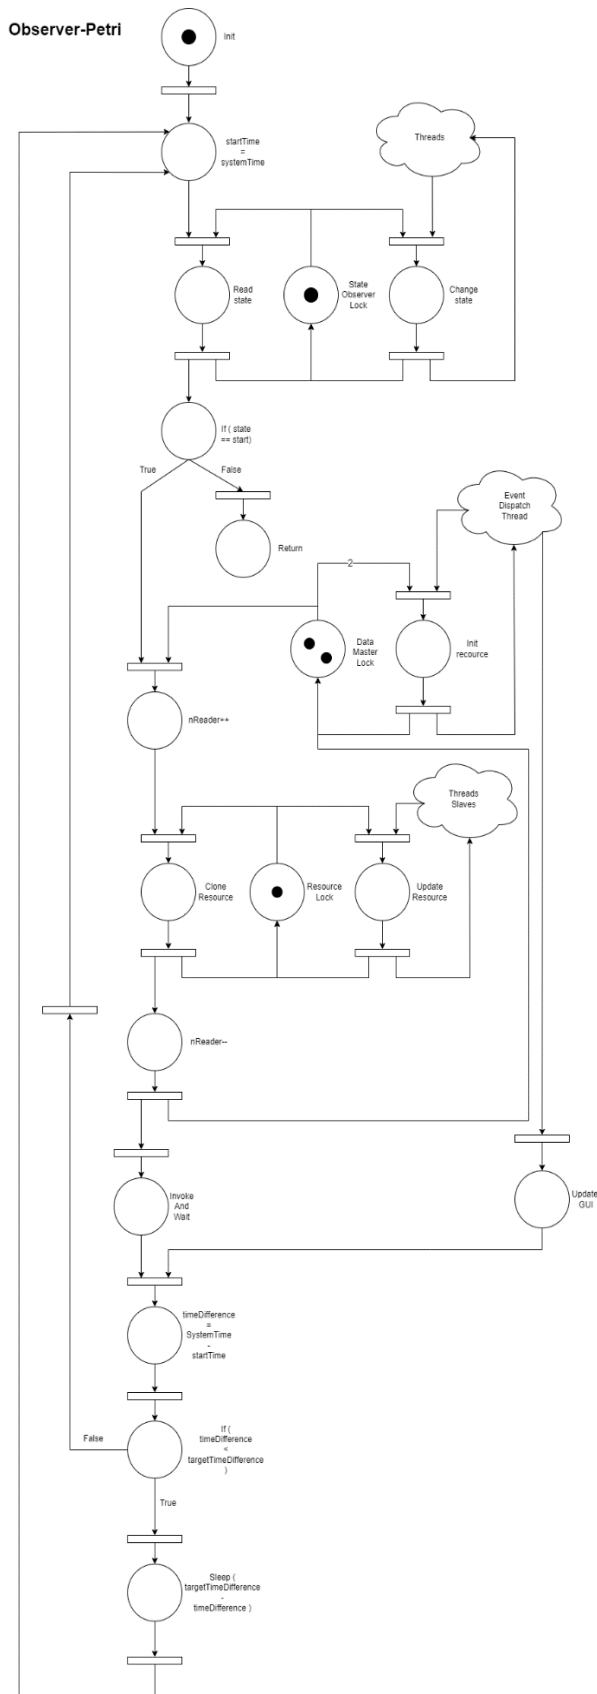 Observer-Petri
Init
startTime
=
systemTime
Threads
Read
state
State
Observer
Lock
Change
state
If ( state
== start)
True
False
Return
Event
Dispatch
Thread
2
Data
Master
Lock
Init
recource
nReader++
Threads
Slaves
Clone
Resource
Resource
Lock
Update
Resource
nReader--
Invoke
And
Wait
Update
GUI
timeDifference
=
SystemTime
-
startTime
False
If (
timeDifference
<
targetTimeDifference
)
True
Sleep (
targetTimeDifference
-
timeDifference )